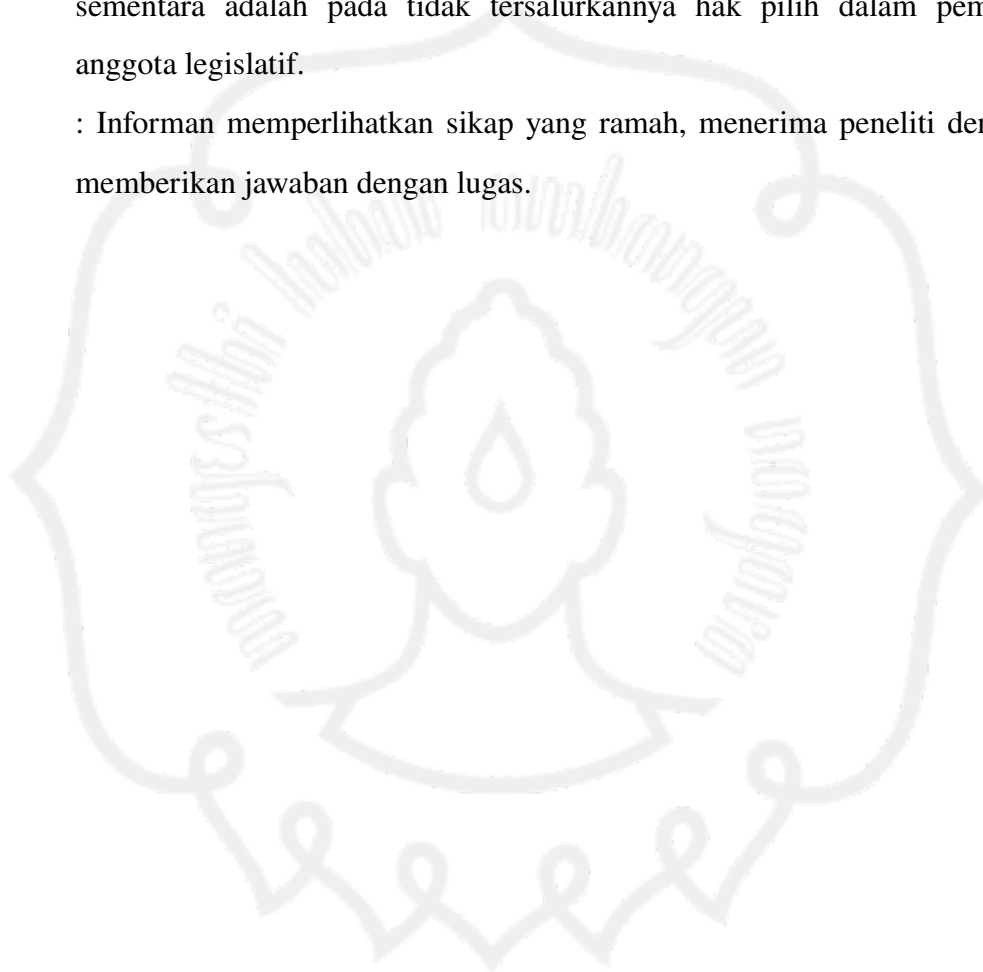 sementara adalah pada tidak tersalurkannya hak pilih dalam pem
anggota legislatif.
: Informan memperlihatkan sikap yang ramah, menerima peneliti den
memberikan jawaban dengan lugas.